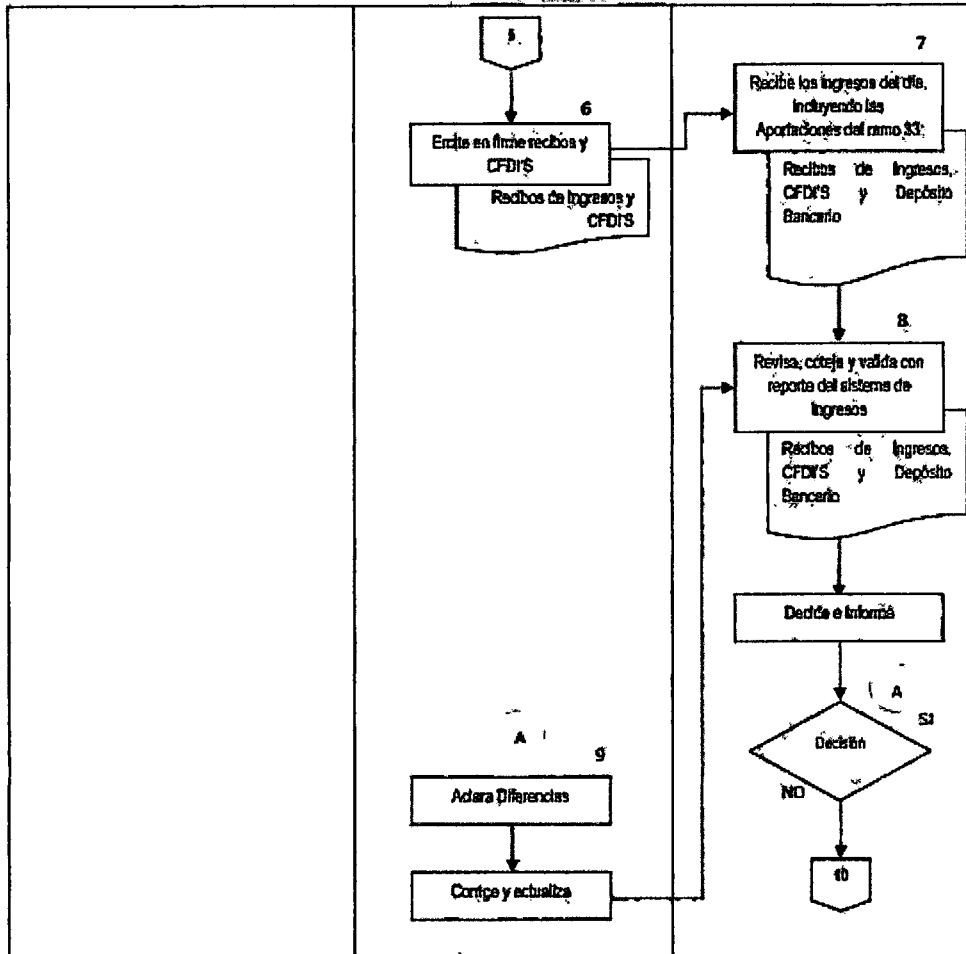 5
6
Emite en firme recibos y
CFDI'S
Recibos de Ingresos y
CFDI'S
7
Recibe los ingresos del día,
incluyendo las
Aportaciones del ramo 33;
Recibos de Ingresos,
CFDI'S y Depósito
Bancario
8
Revisa, coteja y valida con
reporte del sistema de
Ingresos
Recibos de Ingresos,
CFDI'S y Depósito
Bancario
Decide e Informa
A
SI
Decisión
NO
10
A
9
Aclara Diferencias
Corrige y actualiza